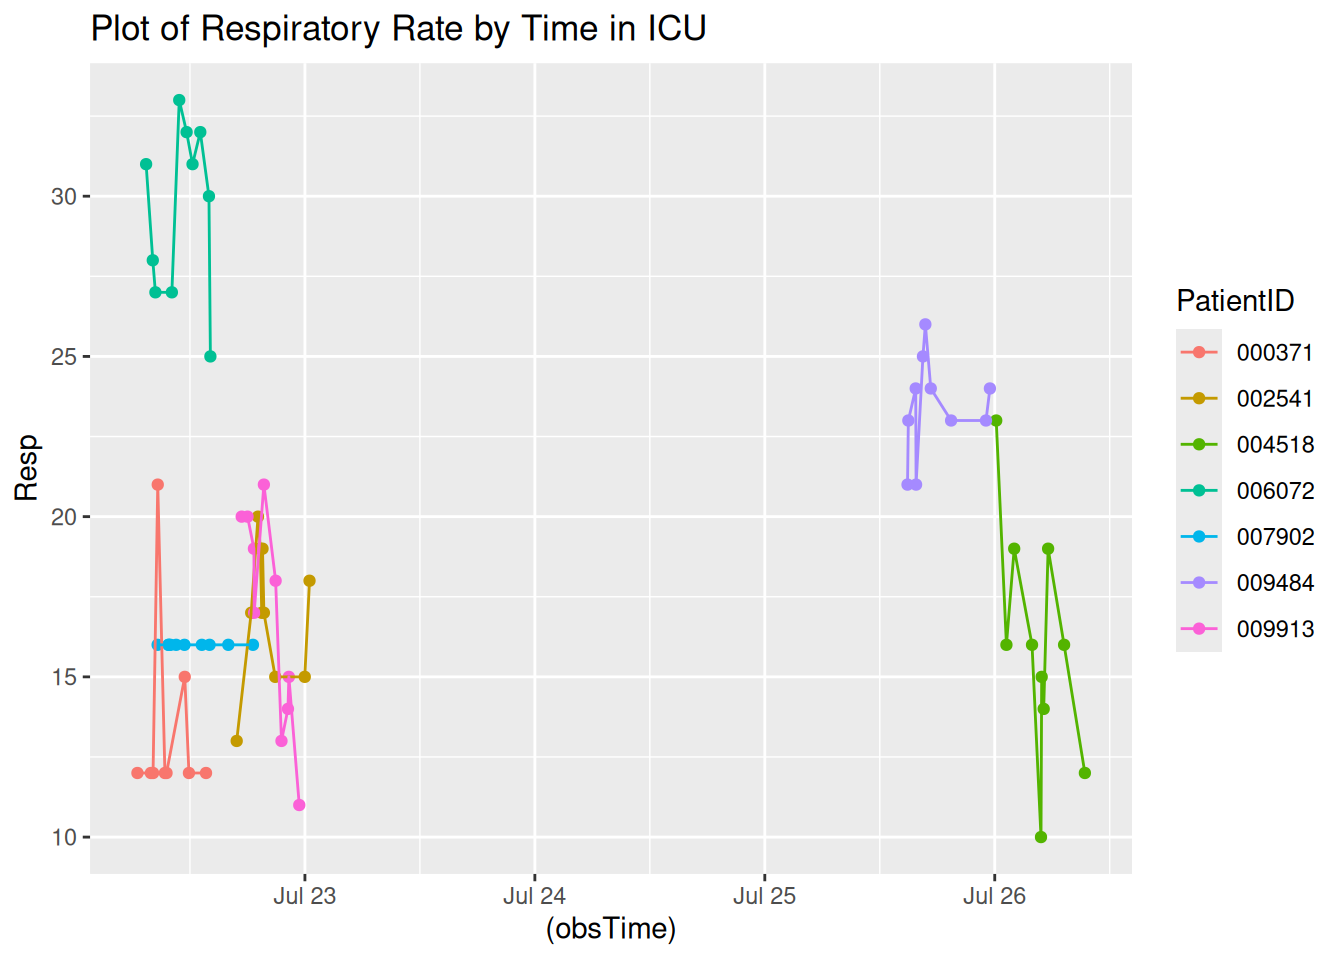 Plot of Respiratory Rate by Time in ICU
30
25
20
15
10
Resp
Jul 23
Jul 24
Jul 25
Jul 26
(obsTime)
PatientID
000371
002541
004518
006072
007902
009484
009913